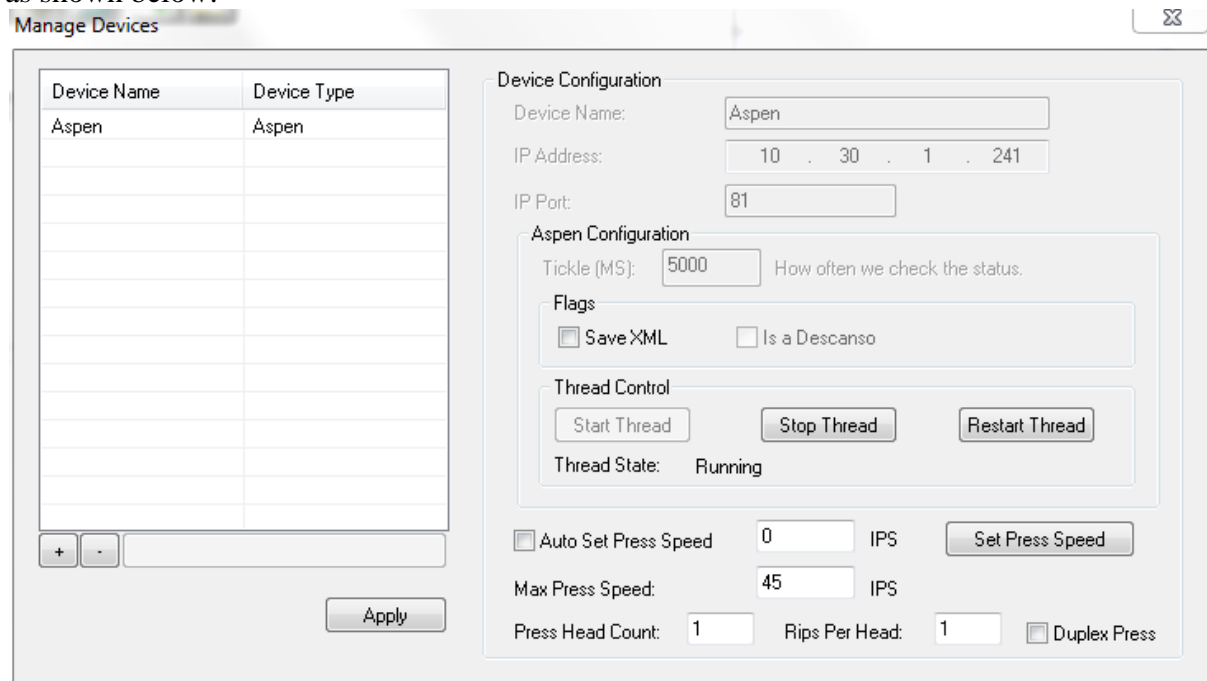 as shown below.
Manage Devices
Device Name Device Type
Aspen Aspen
+ -
Apply
Device Configuration
Device Name: Aspen
IP Address: 10 . 30 . 1 . 241
IP Port: 81
Aspen Configuration
Tickle (MS): 5000 How often we check the status.
Flags
Save XML Is a Descanso
Thread Control
Start Thread Stop Thread Restart Thread
Thread State: Running
Auto Set Press Speed 0 IPS Set Press Speed
Max Press Speed: 45 IPS
Press Head Count: 1 Rips Per Head: 1 Duplex Press